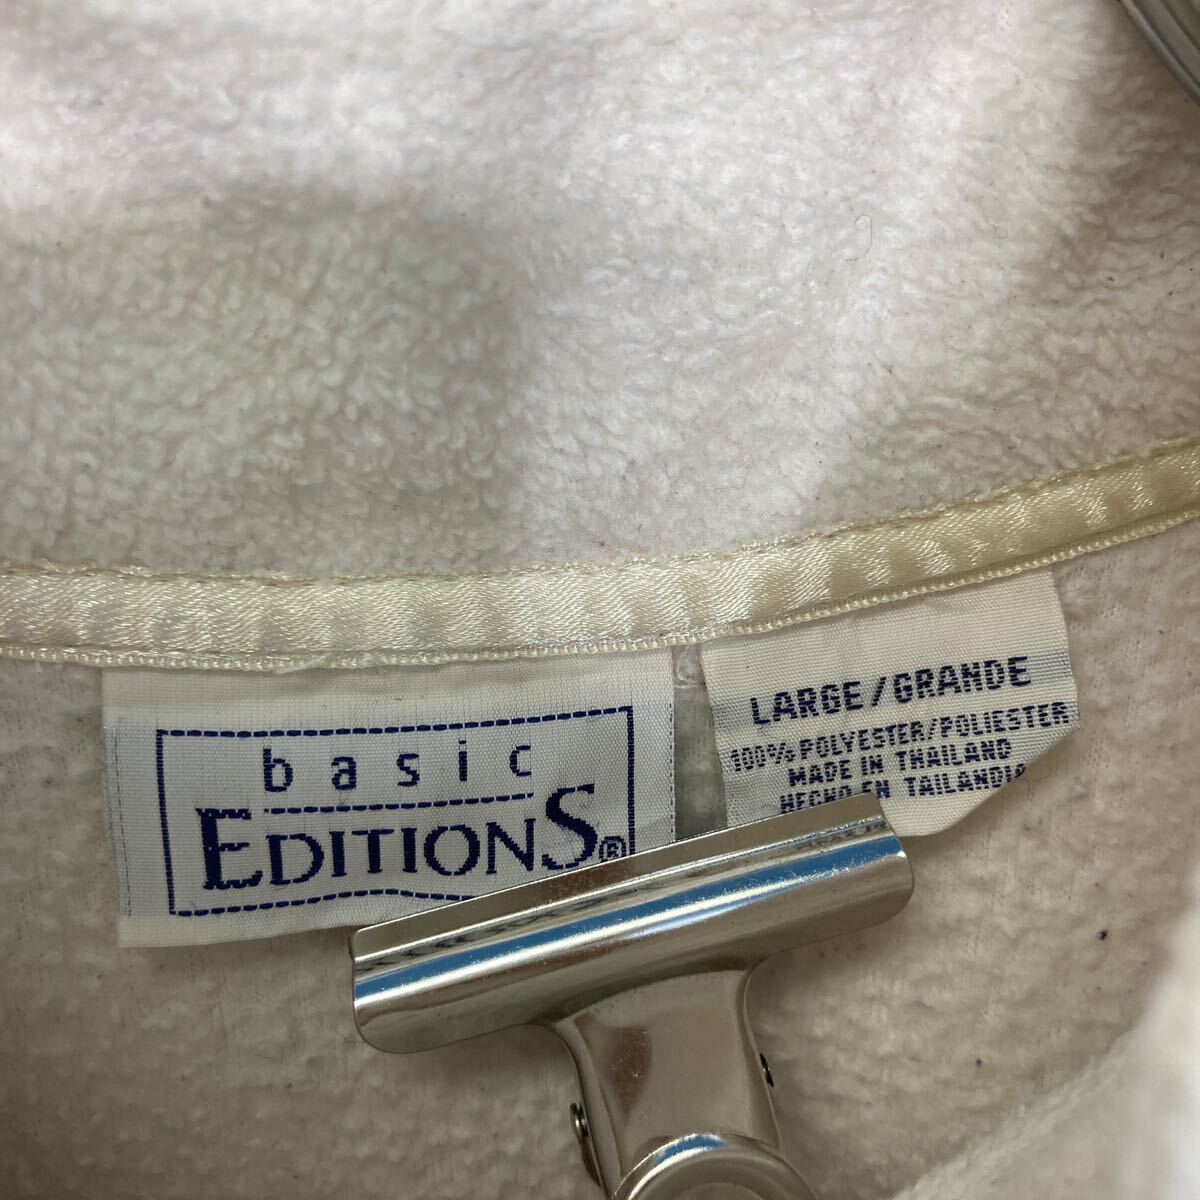 basic
EDITIONS®
LARGE/GRANDE
100% POLYESTER/POLIESTER
MADE IN THAILAND
HECHO EN TAILANDIA